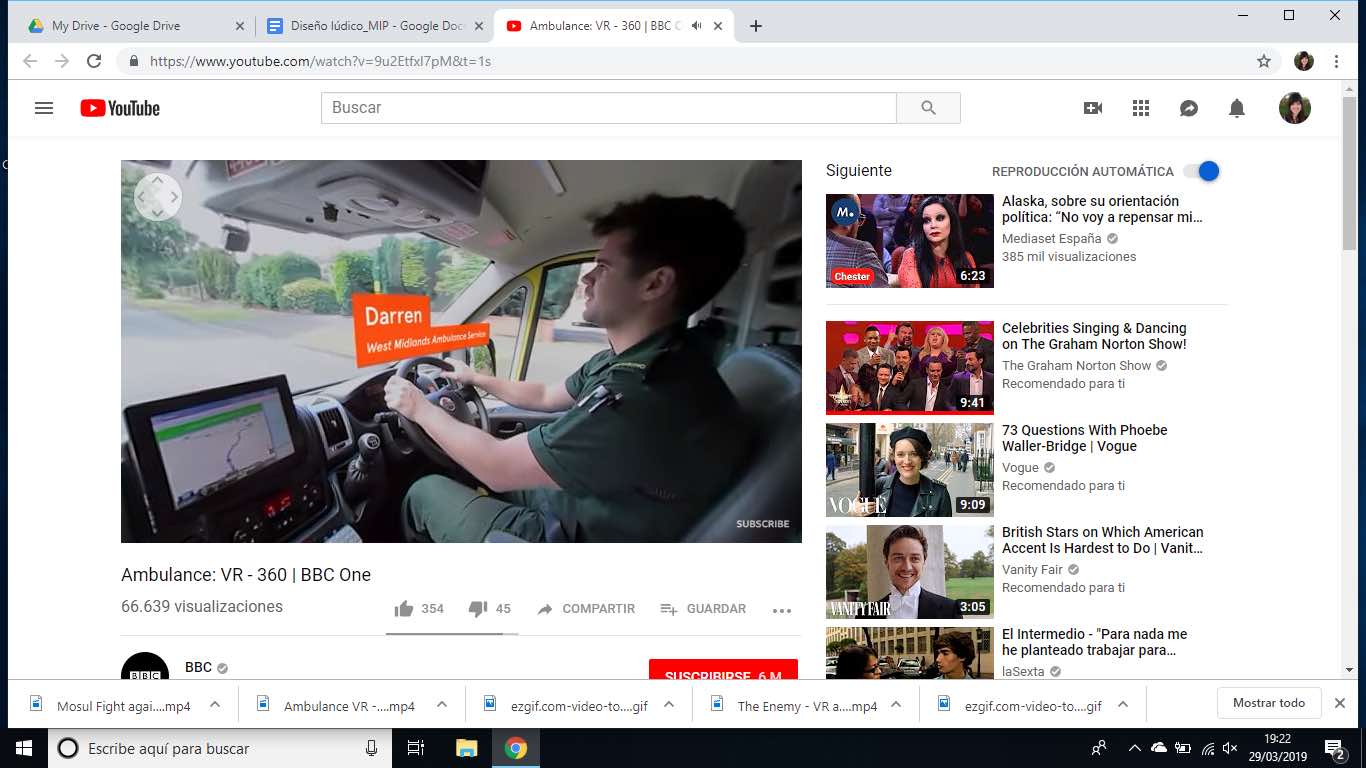 My Drive - Google Drive
Diseño lúdico_MIP - Google Doc
Ambulance: VR - 360 | BBC O
https://www.youtube.com/watch?v=9u2Etfxl7pM&t=1s
YouTube
Buscar
Darren
West Midlands Ambulance Service
SUBSCRIBE
Ambulance: VR - 360 | BBC One
66.639 visualizaciones
354
45
COMPARTIR
GUARDAR
BBC
BBC
SUSCRIBIRSE 6 M
Siguiente
REPRODUCCIÓN AUTOMÁTICA
M.
Chester
6:23
Alaska, sobre su orientación
política: “No voy a repensar mi...
Mediaset España
385 mil visualizaciones
9:41
Celebrities Singing & Dancing
on The Graham Norton Show!
The Graham Norton Show
Recomendado para ti
VOGUE
9:09
73 Questions With Phoebe
Waller-Bridge | Vogue
Vogue
Recomendado para ti
VANITY FAIR
3:05
British Stars on Which American
Accent Is Hardest to Do | Vanit...
Vanity Fair
Recomendado para ti
El Intermedio - "Para nada me
he planteado trabajar para...
laSexta
Mosul Fight agai....mp4
Ambulance VR -....mp4
ezgif.com-video-to....gif
The Enemy - VR a....mp4
ezgif.com-video-to....gif
Mostrar todo
Escribe aquí para buscar
19:22
29/03/2019
2